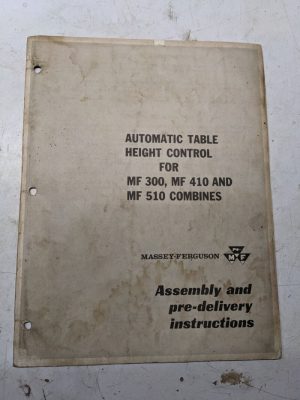 AUTOMATIC TABLE
HEIGHT CONTROL
FOR
MF 300, MF 410 AND
MF 510 COMBINES
MASSEY-FERGUSON
MF
Assembly and
pre-delivery
instructions